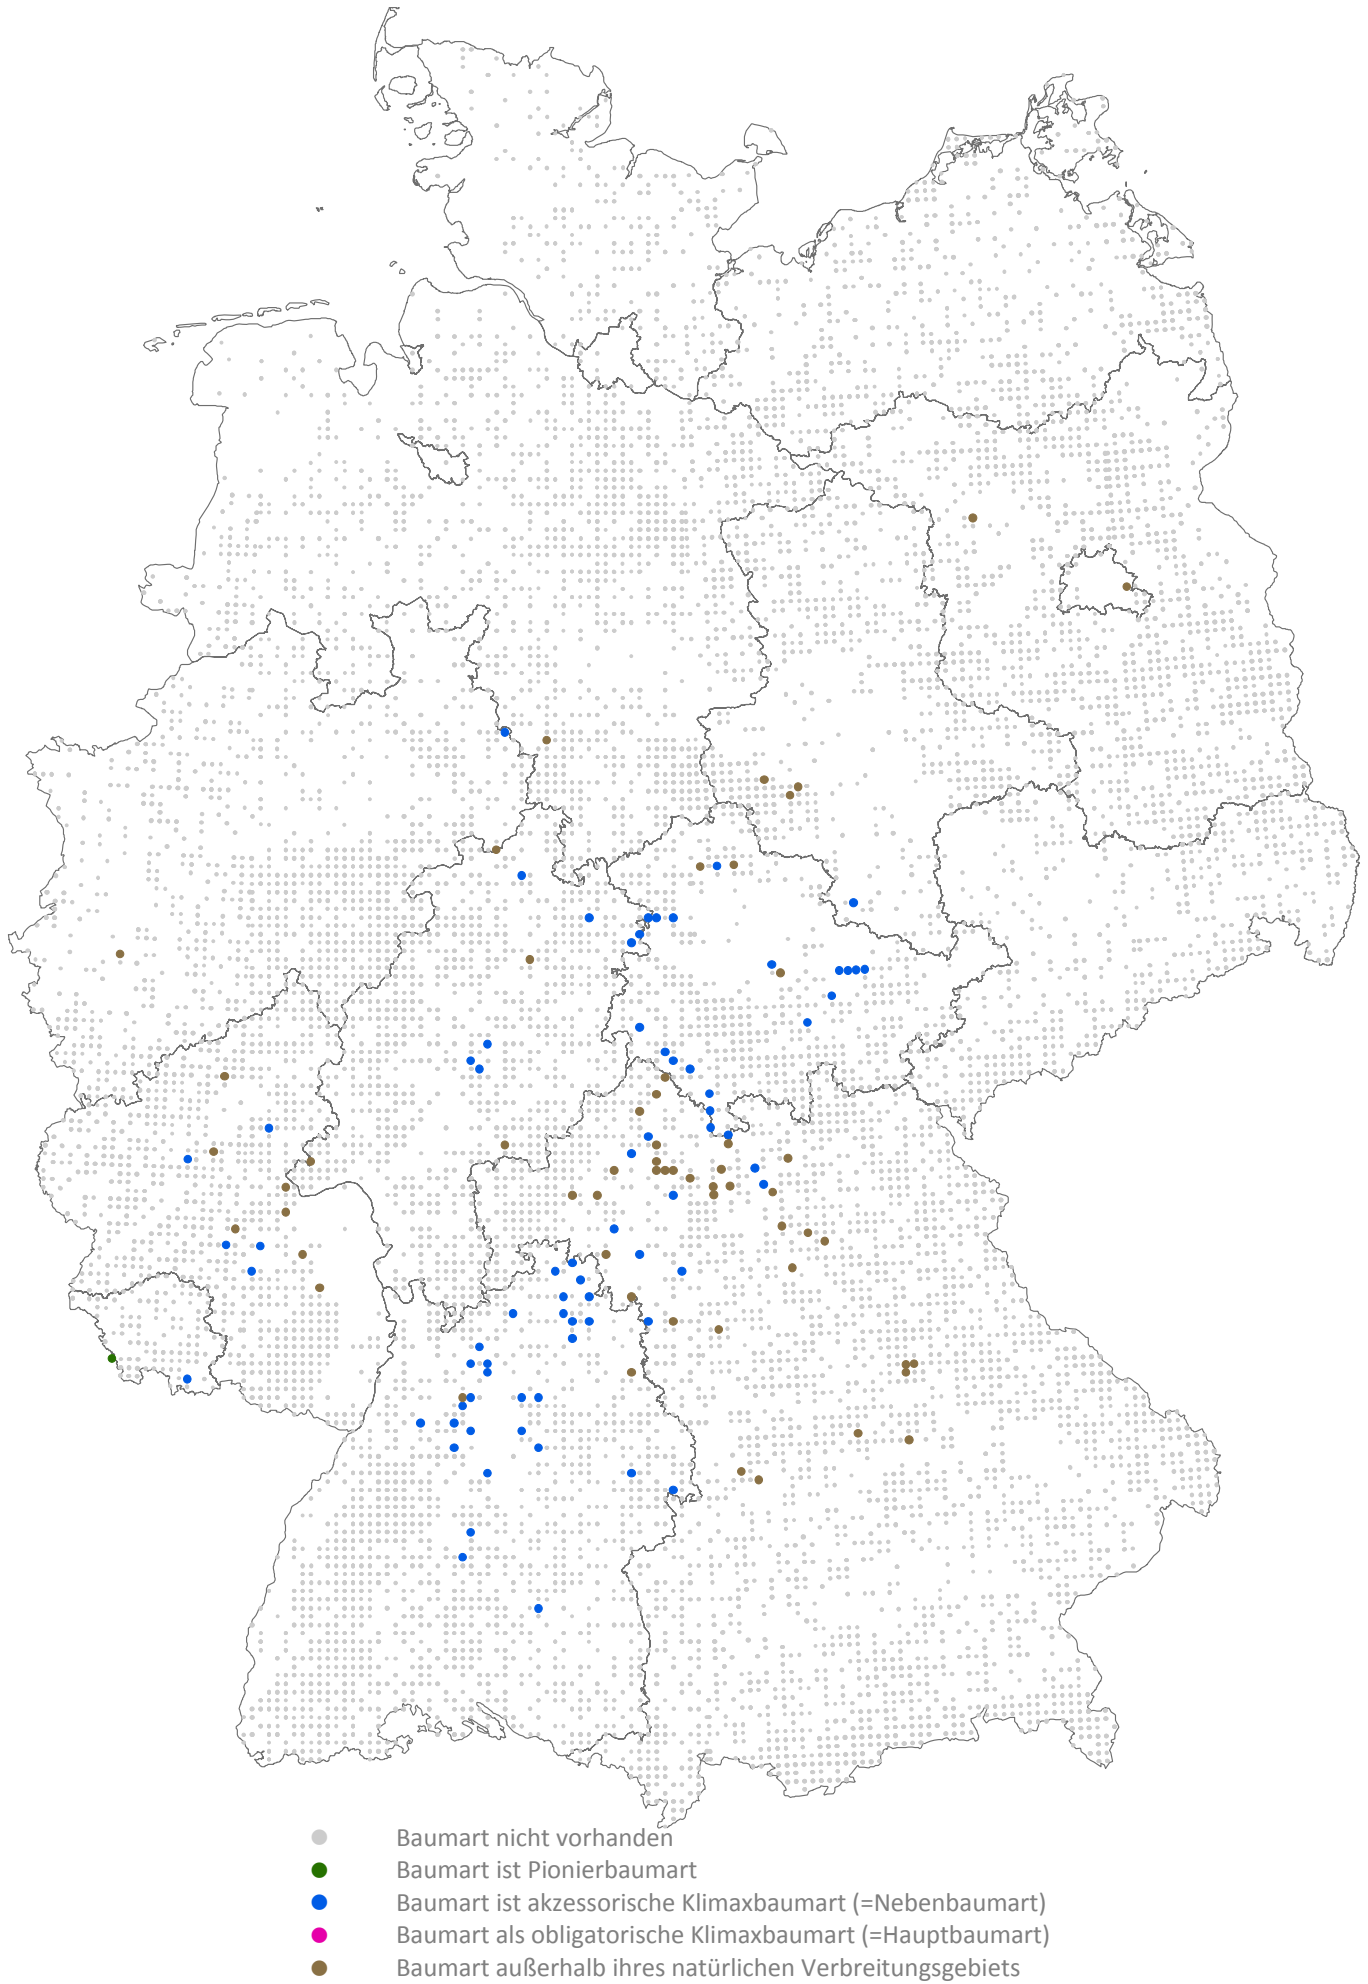 Baumart nicht vorhanden
Baumart ist Pionierbaumart
Baumart ist akzessorische Klimaxbaumart (=Nebenbaumart)
Baumart als obligatorische Klimaxbaumart (=Hauptbaumart)
Baumart außerhalb ihres natürlichen Verbreitungsgebiets